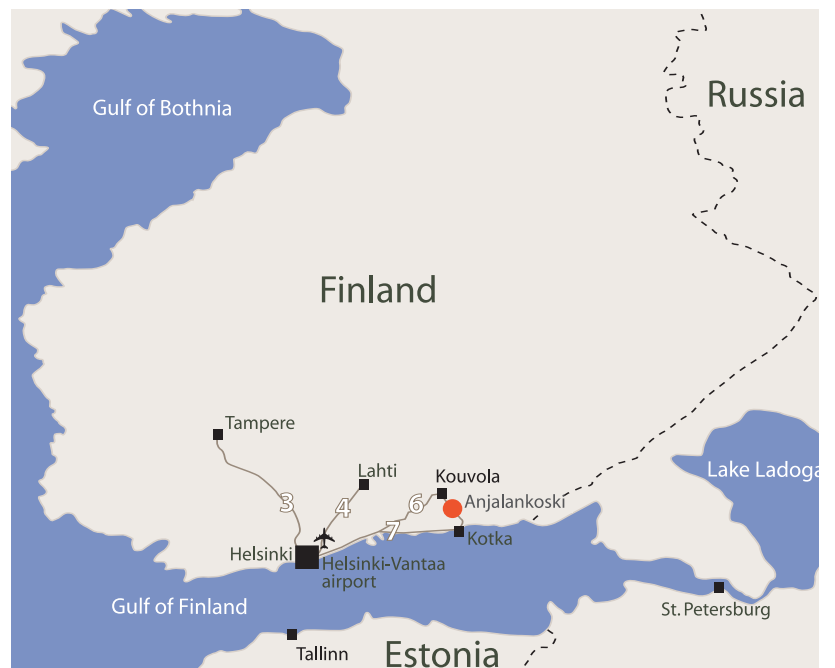 Gulf of Bothnia
Russia
Finland
Tampere
Lahti
Kouvola
Lake Ladoga
3
4
6
Anjalankoski
7
Kotka
Helsinki
Helsinki-Vantaa
airport
Gulf of Finland
St. Petersburg
Tallinn
Estonia